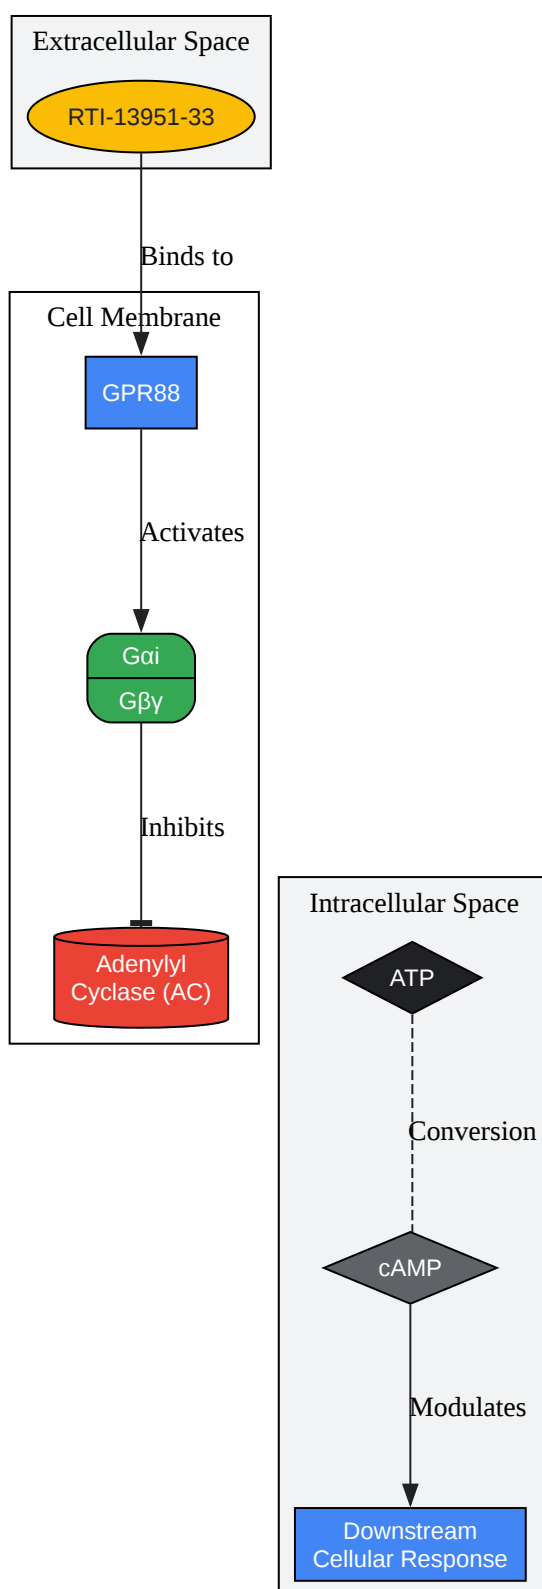 Extracellular Space
RTI-13951-33
Binds to
Cell Membrane
GPR88
Activates
Gαi
Gβγ
Inhibits
Adenylyl
Cyclase (AC)
Intracellular Space
ATP
Conversion
cAMP
Modulates
Downstream
Cellular Response